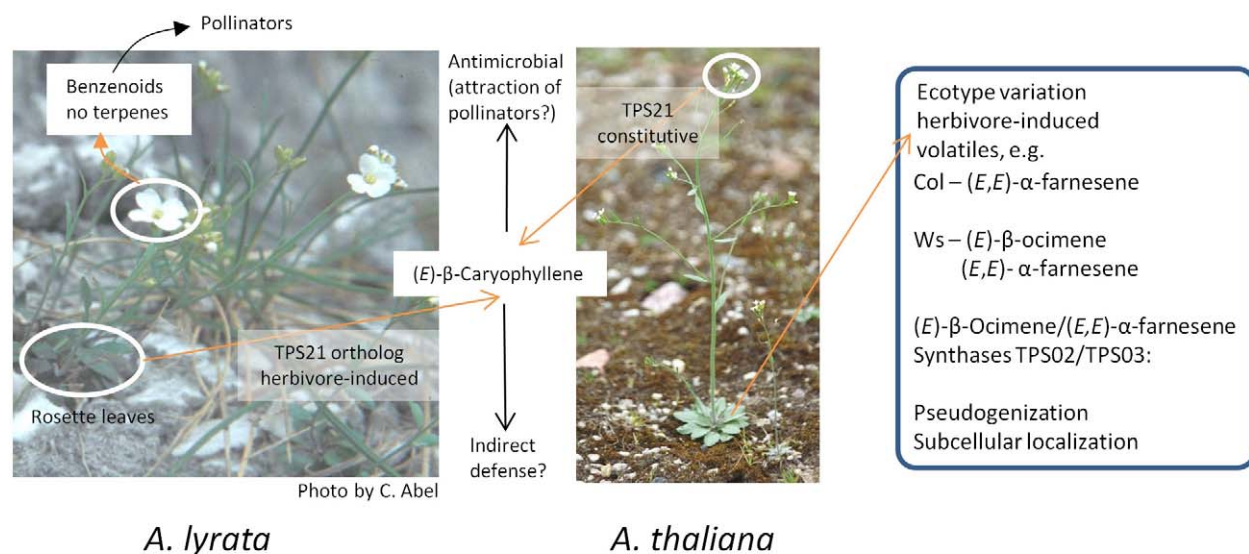 Pollinators
Benzenoids
no terpenes
TPS21 ortholog
herbivore-induced
Rosette leaves
Photo by C. Abel
A. lyrata
Antimicrobial
(attraction of
pollinators?)
(E)-β-Caryophyllene
Indirect
defense?
TPS21
constitutive
A. thaliana
Ecotype variation
herbivore-induced
volatiles, e.g.
Col – (E,E)-α-farnesene
Ws – (E)-β-ocimene
(E,E)- α-farnesene
(E)-β-Ocimene/(E,E)-α-farnesene
Synthases TPS02/TPS03:
Pseudogenization
Subcellular localization